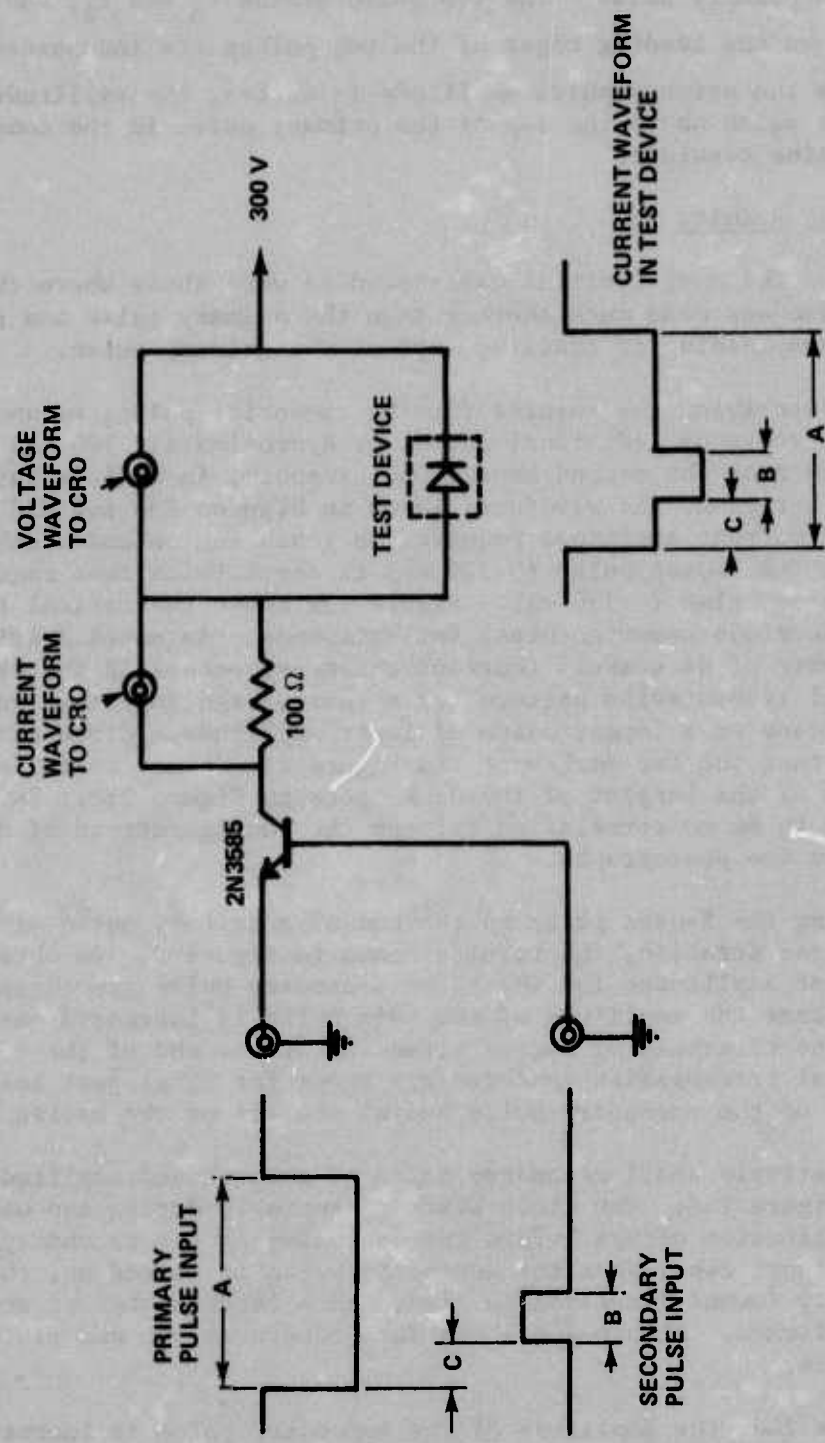 PRIMARY
PULSE INPUT
A
C
B
SECONDARY
PULSE INPUT
2N3585
CURRENT
WAVEFORM
TO CRO
100 Ω
VOLTAGE
WAVEFORM
TO CRO
TEST DEVICE
300 V
CURRENT WAVEFORM
IN TEST DEVICE
C
B
A